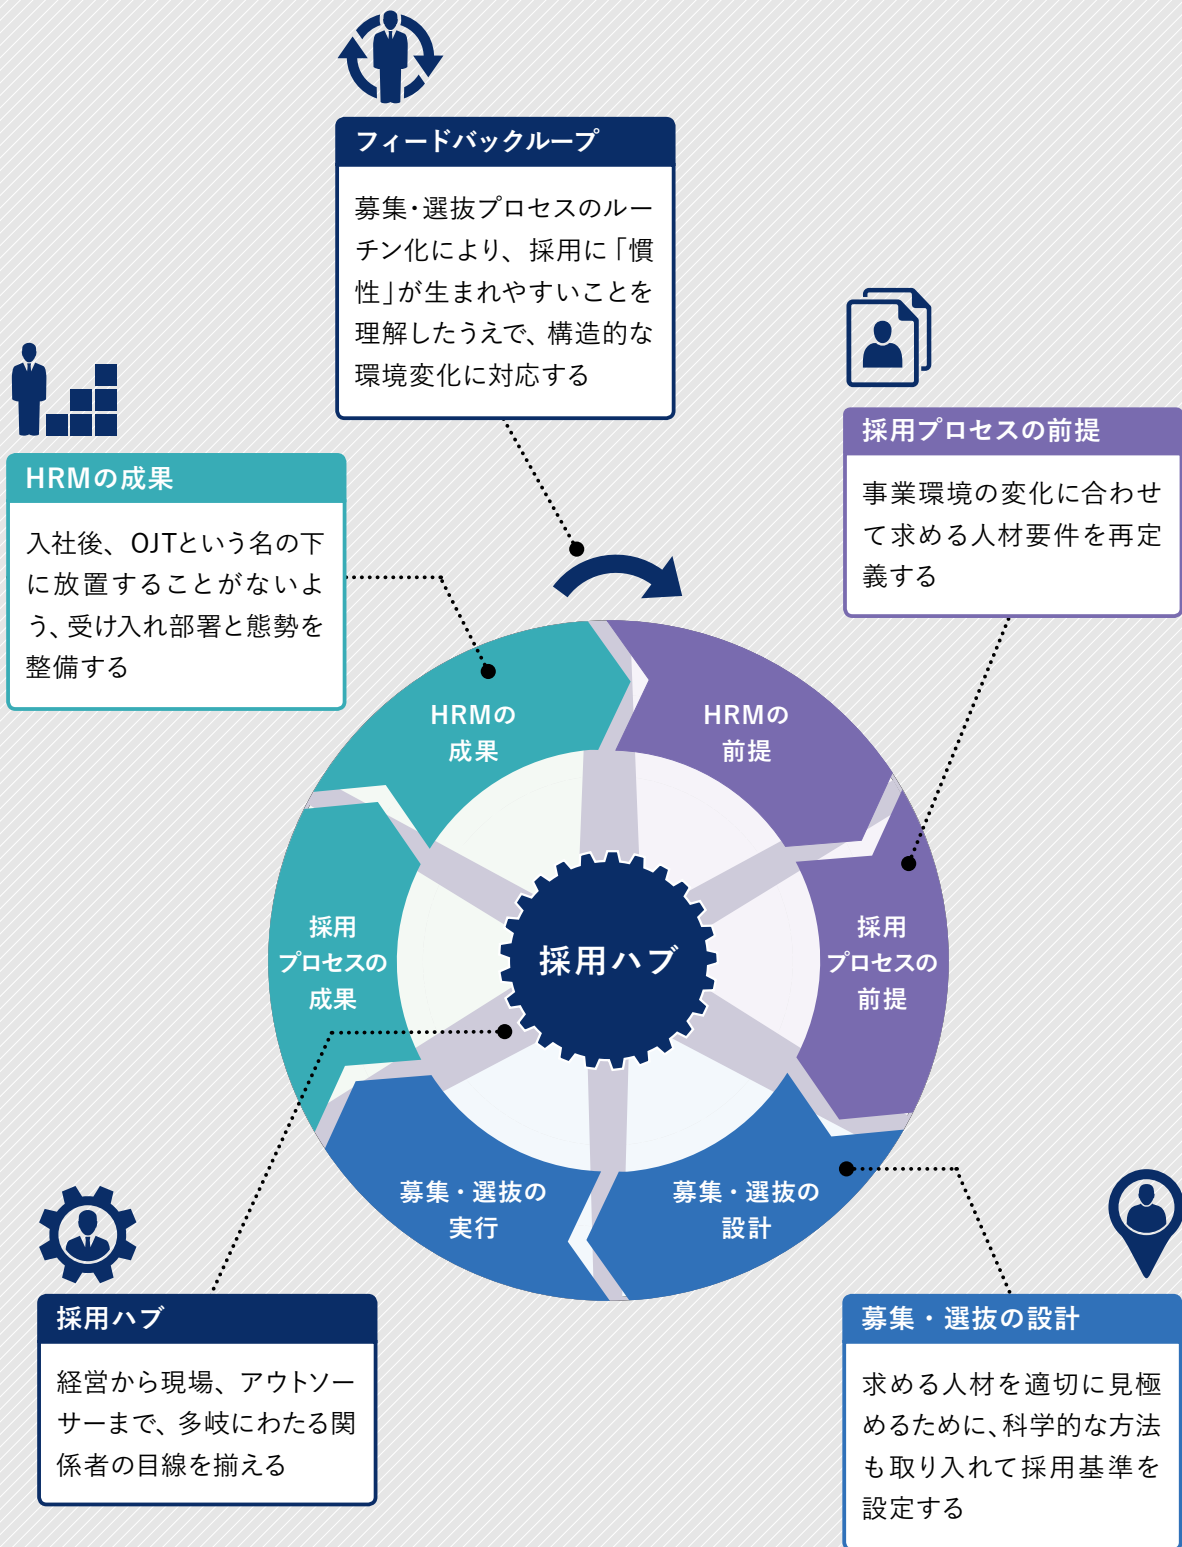 フィードバックループ
募集・選抜プロセスのルー
チン化により、採用に「慣
性」が生まれやすいことを
理解したうえで、構造的な
環境変化に対応する
採用プロセスの前提
事業環境の変化に合わせ
て求める人材要件を再定
義する
HRMの成果
入社後、OJTという名の下
に放置することがないよ
う、受け入れ部署と態勢を
整備する
HRMの
成果
HRMの
前提
採用
プロセスの
成果
採用ハブ
採用
プロセスの
前提
募集・選抜の
実行
募集・選抜の
設計
採用ハブ
経営から現場、アウトソー
サーまで、多岐にわたる関
係者の目線を揃える
募集・選抜の設計
求める人材を適切に見極
めるために、科学的な方法
も取り入れて採用基準を
設定する